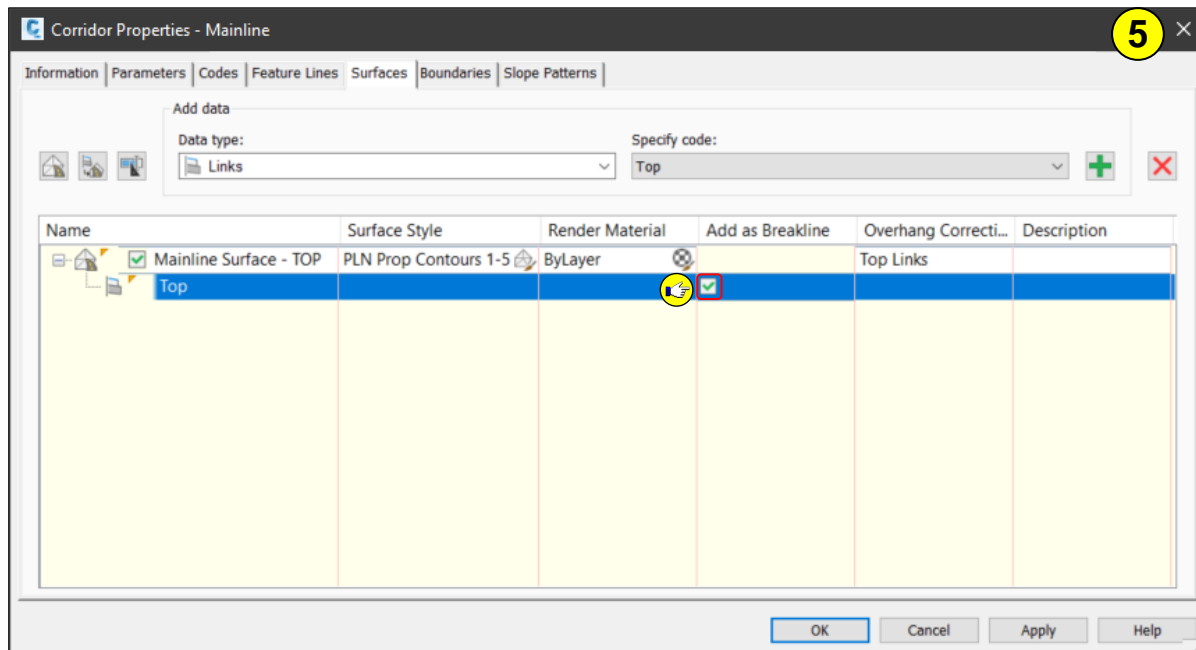 Corridor Properties - Mainline
5
Information Parameters Codes Feature Lines Surfaces Boundaries Slope Patterns
Add data
Data type:
Specify code:
Links
Top
Name Surface Style Render Material Add as Breakline Overhang Correcti... Description
Mainline Surface - TOP PLN Prop Contours 1-5 ByLayer Top Links
Top
OK Cancel Apply Help